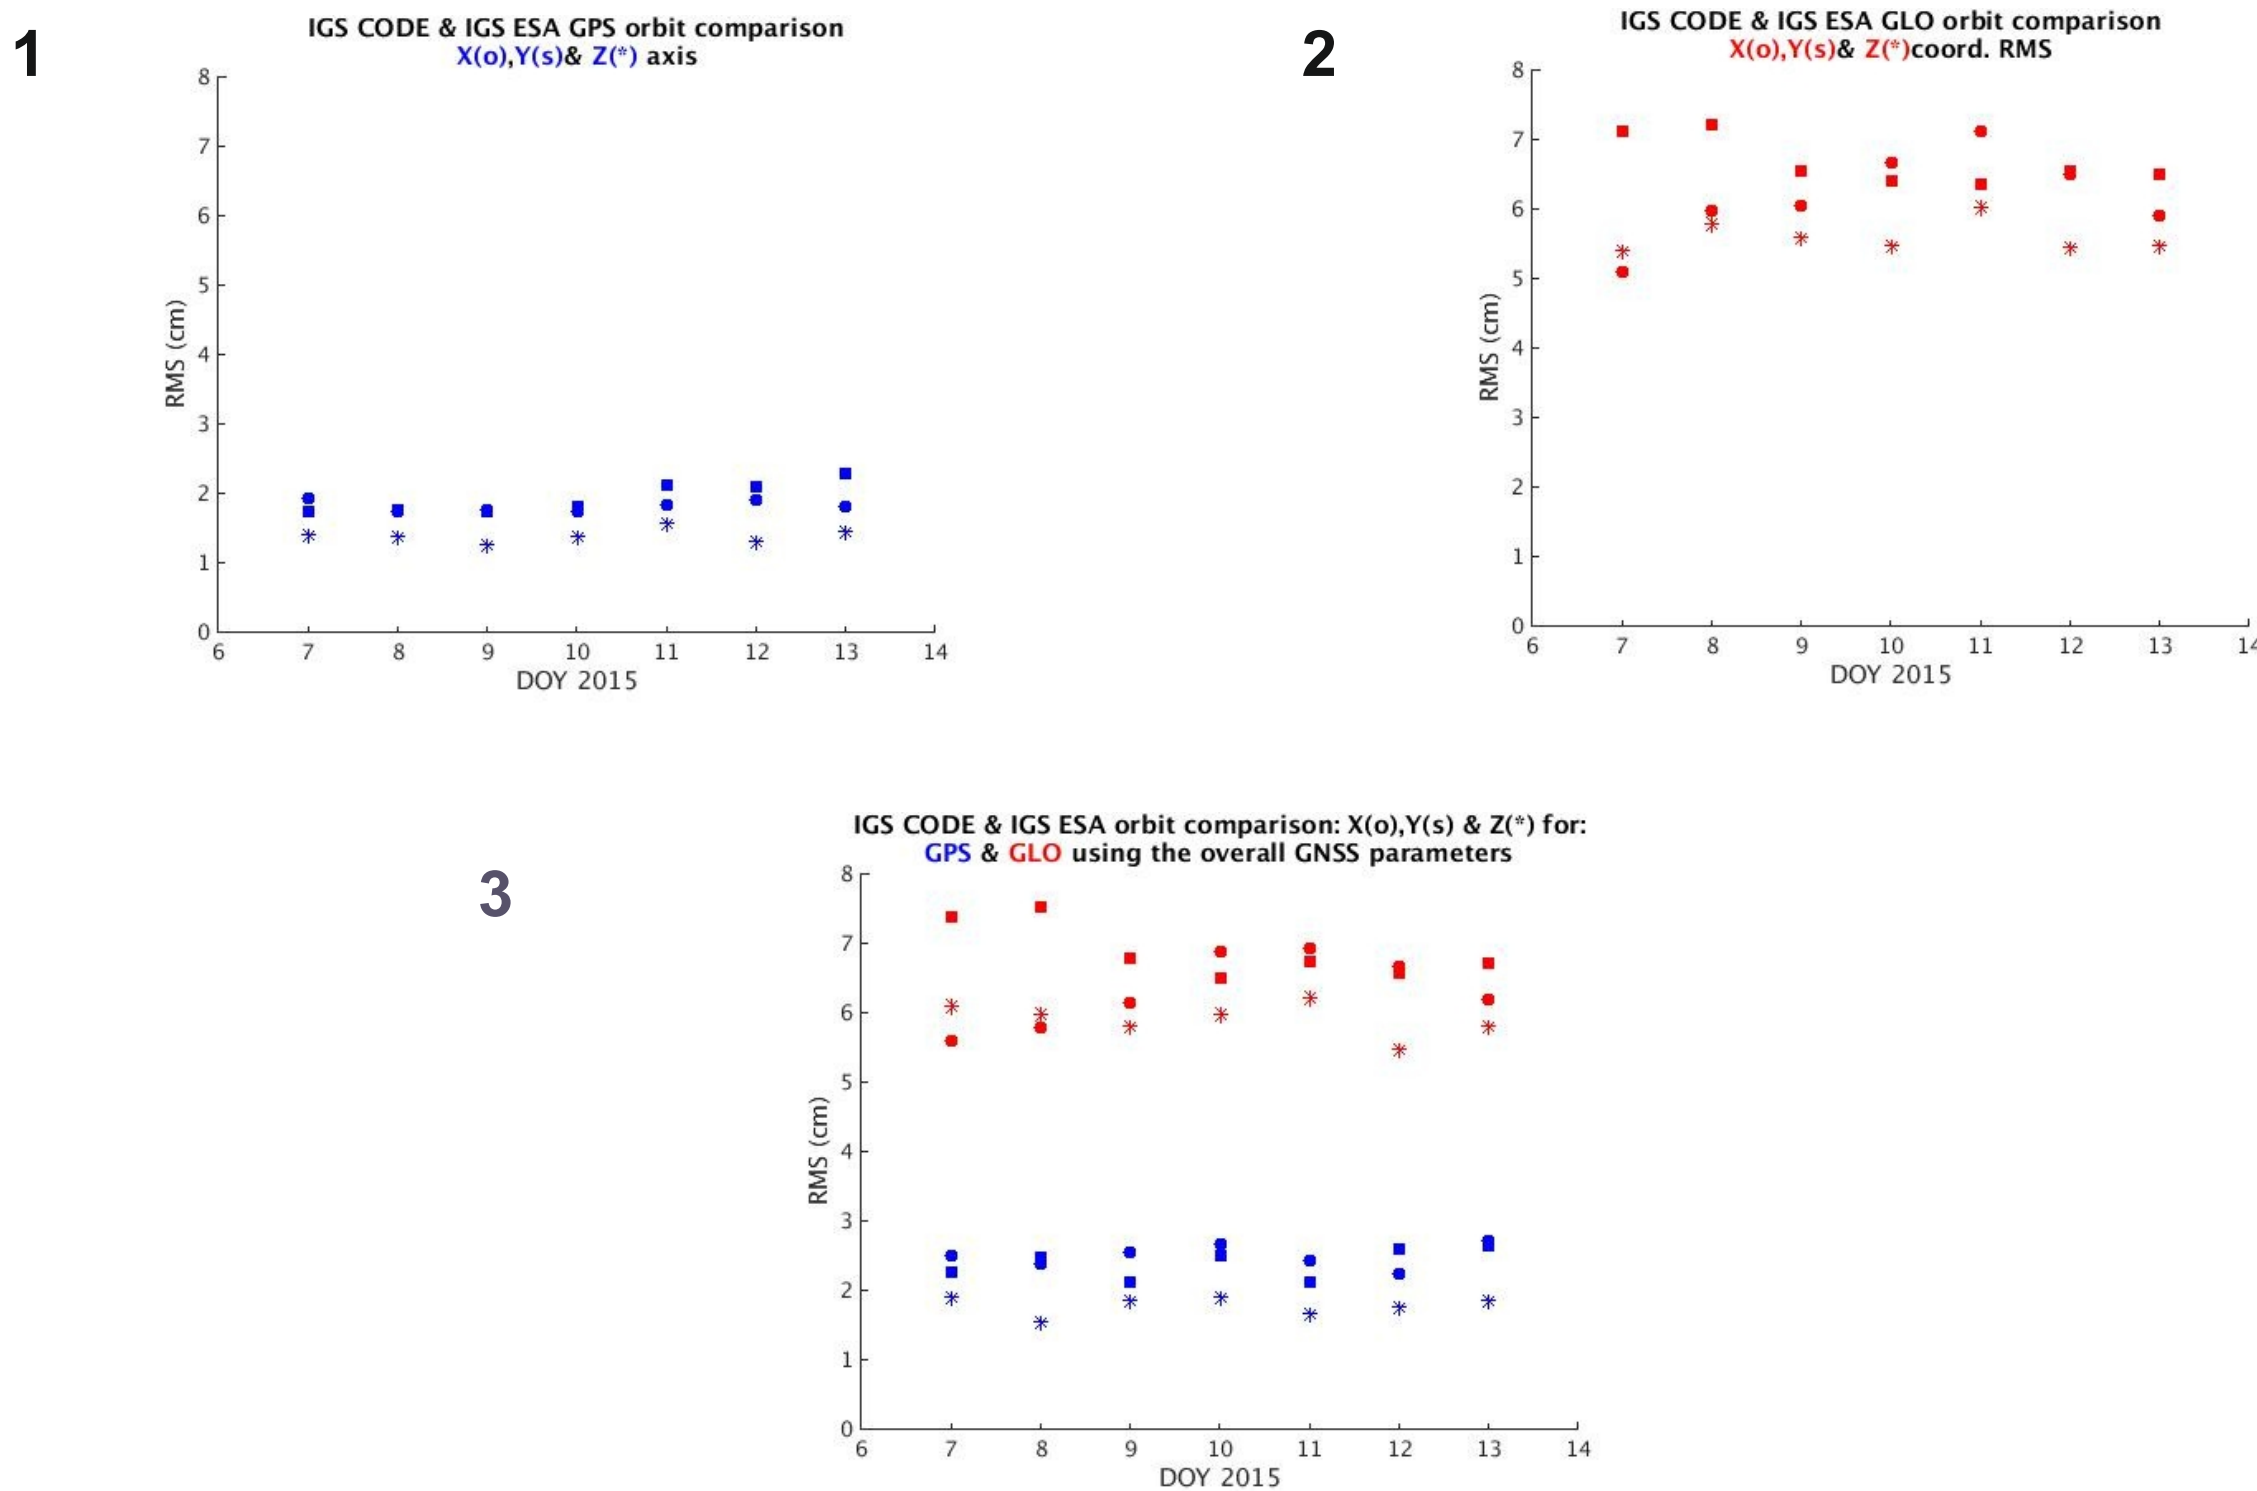 1
IGS CODE & IGS ESA GPS orbit comparison
X(o),Y(s)& Z(*) axis
8
7
6
5
4
3
2
1
0
RMS (cm)
6 7 8 9 10 11 12 13 14
DOY 2015
2
IGS CODE & IGS ESA GLO orbit comparison
X(o),Y(s)& Z(*)coord. RMS
8
7
6
5
4
3
2
1
0
RMS (cm)
6 7 8 9 10 11 12 13 14
DOY 2015
3
IGS CODE & IGS ESA orbit comparison: X(o),Y(s) & Z(*) for:
GPS & GLO using the overall GNSS parameters
8
7
6
5
4
3
2
1
0
RMS (cm)
6 7 8 9 10 11 12 13 14
DOY 2015